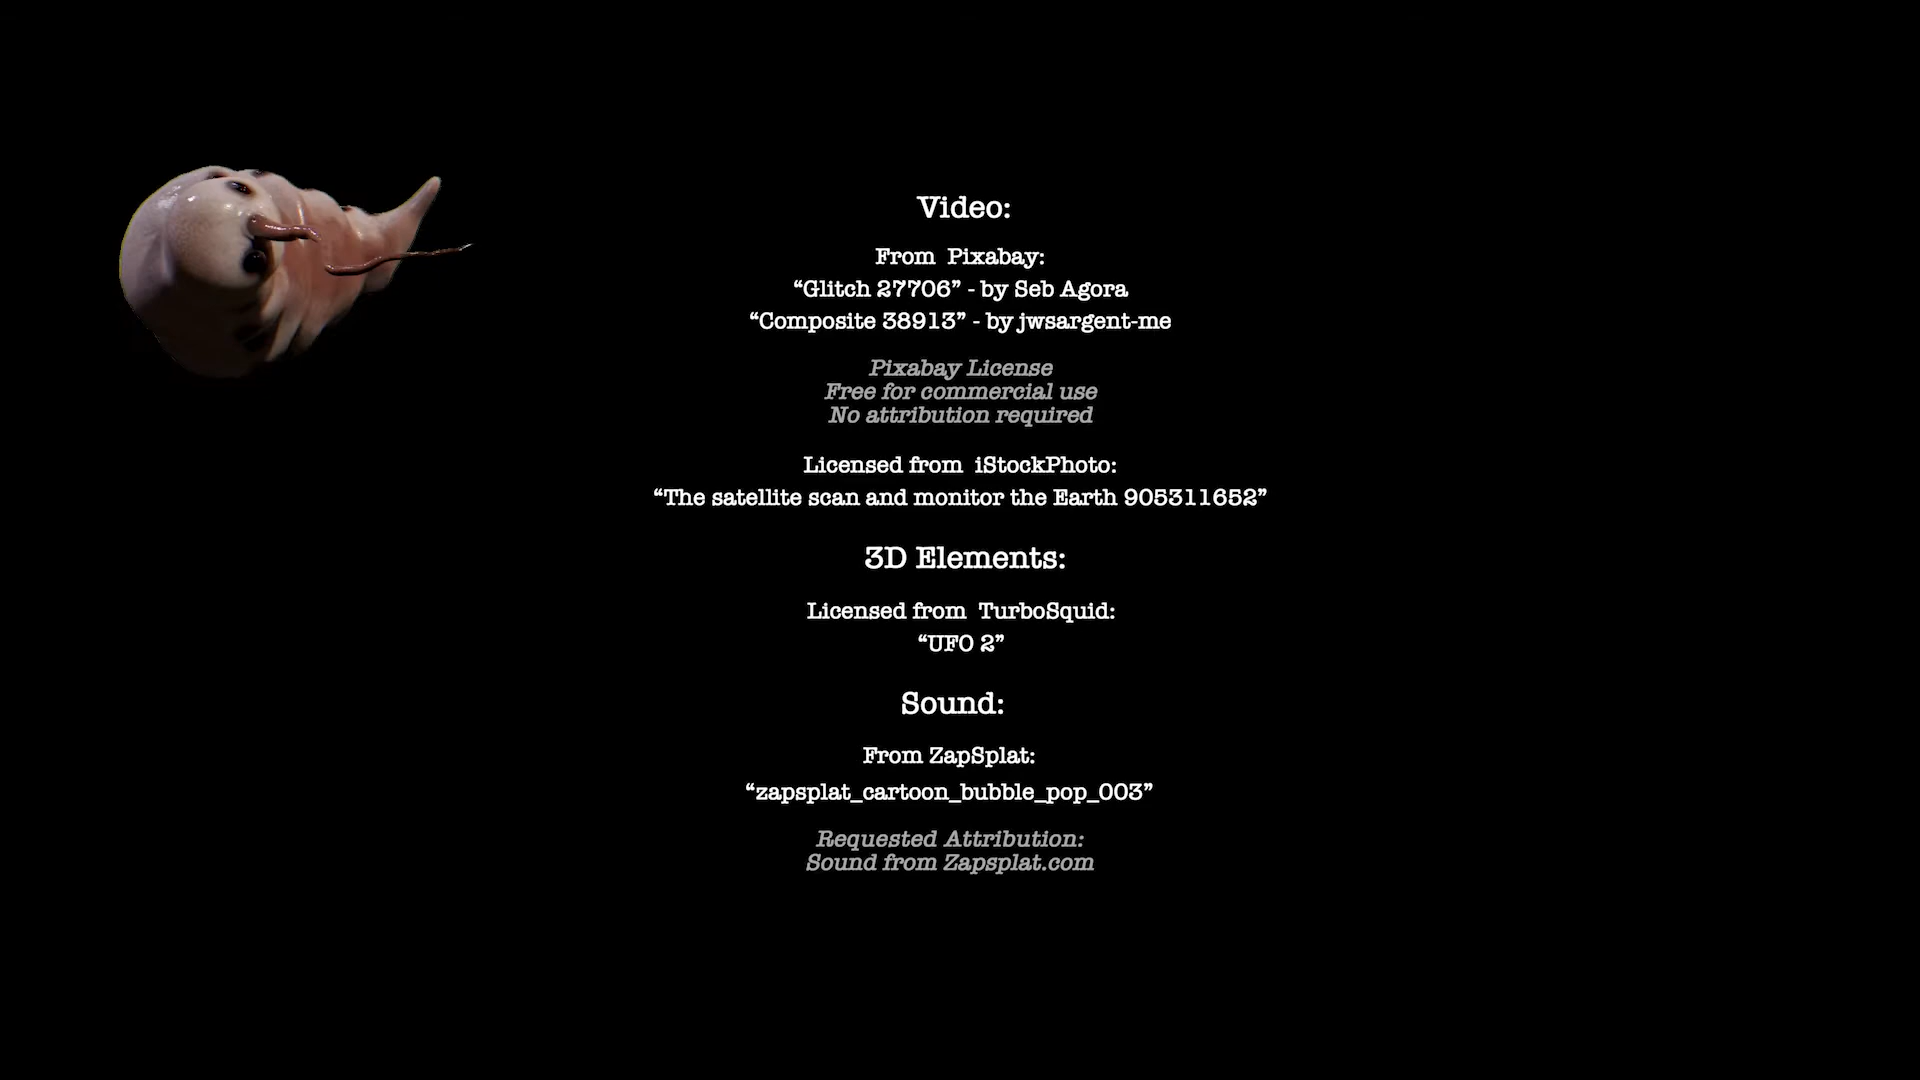 Video:
From Pixabay:
“Glitch 27706” - by Seb Agora
“Composite 38913” - by jwsargent-me
Pixabay License
Free for commercial use
No attribution required
Licensed from iStockPhoto:
“The satellite scan and monitor the Earth 905311652”
3D Elements:
Licensed from TurboSquid:
“UFO 2”
Sound:
From ZapSplat:
“zapsplat_cartoon_bubble_pop_003”
Requested Attribution:
Sound from Zapsplat.com